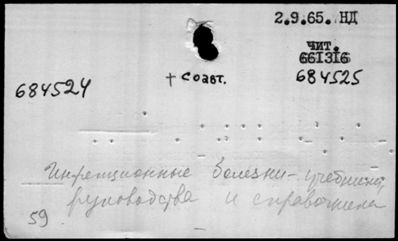 2.9.65. НД
чит.
661316
+ соавт. 684525
684524
Инфекционные болезни - учебники,
руководства и справочники
59